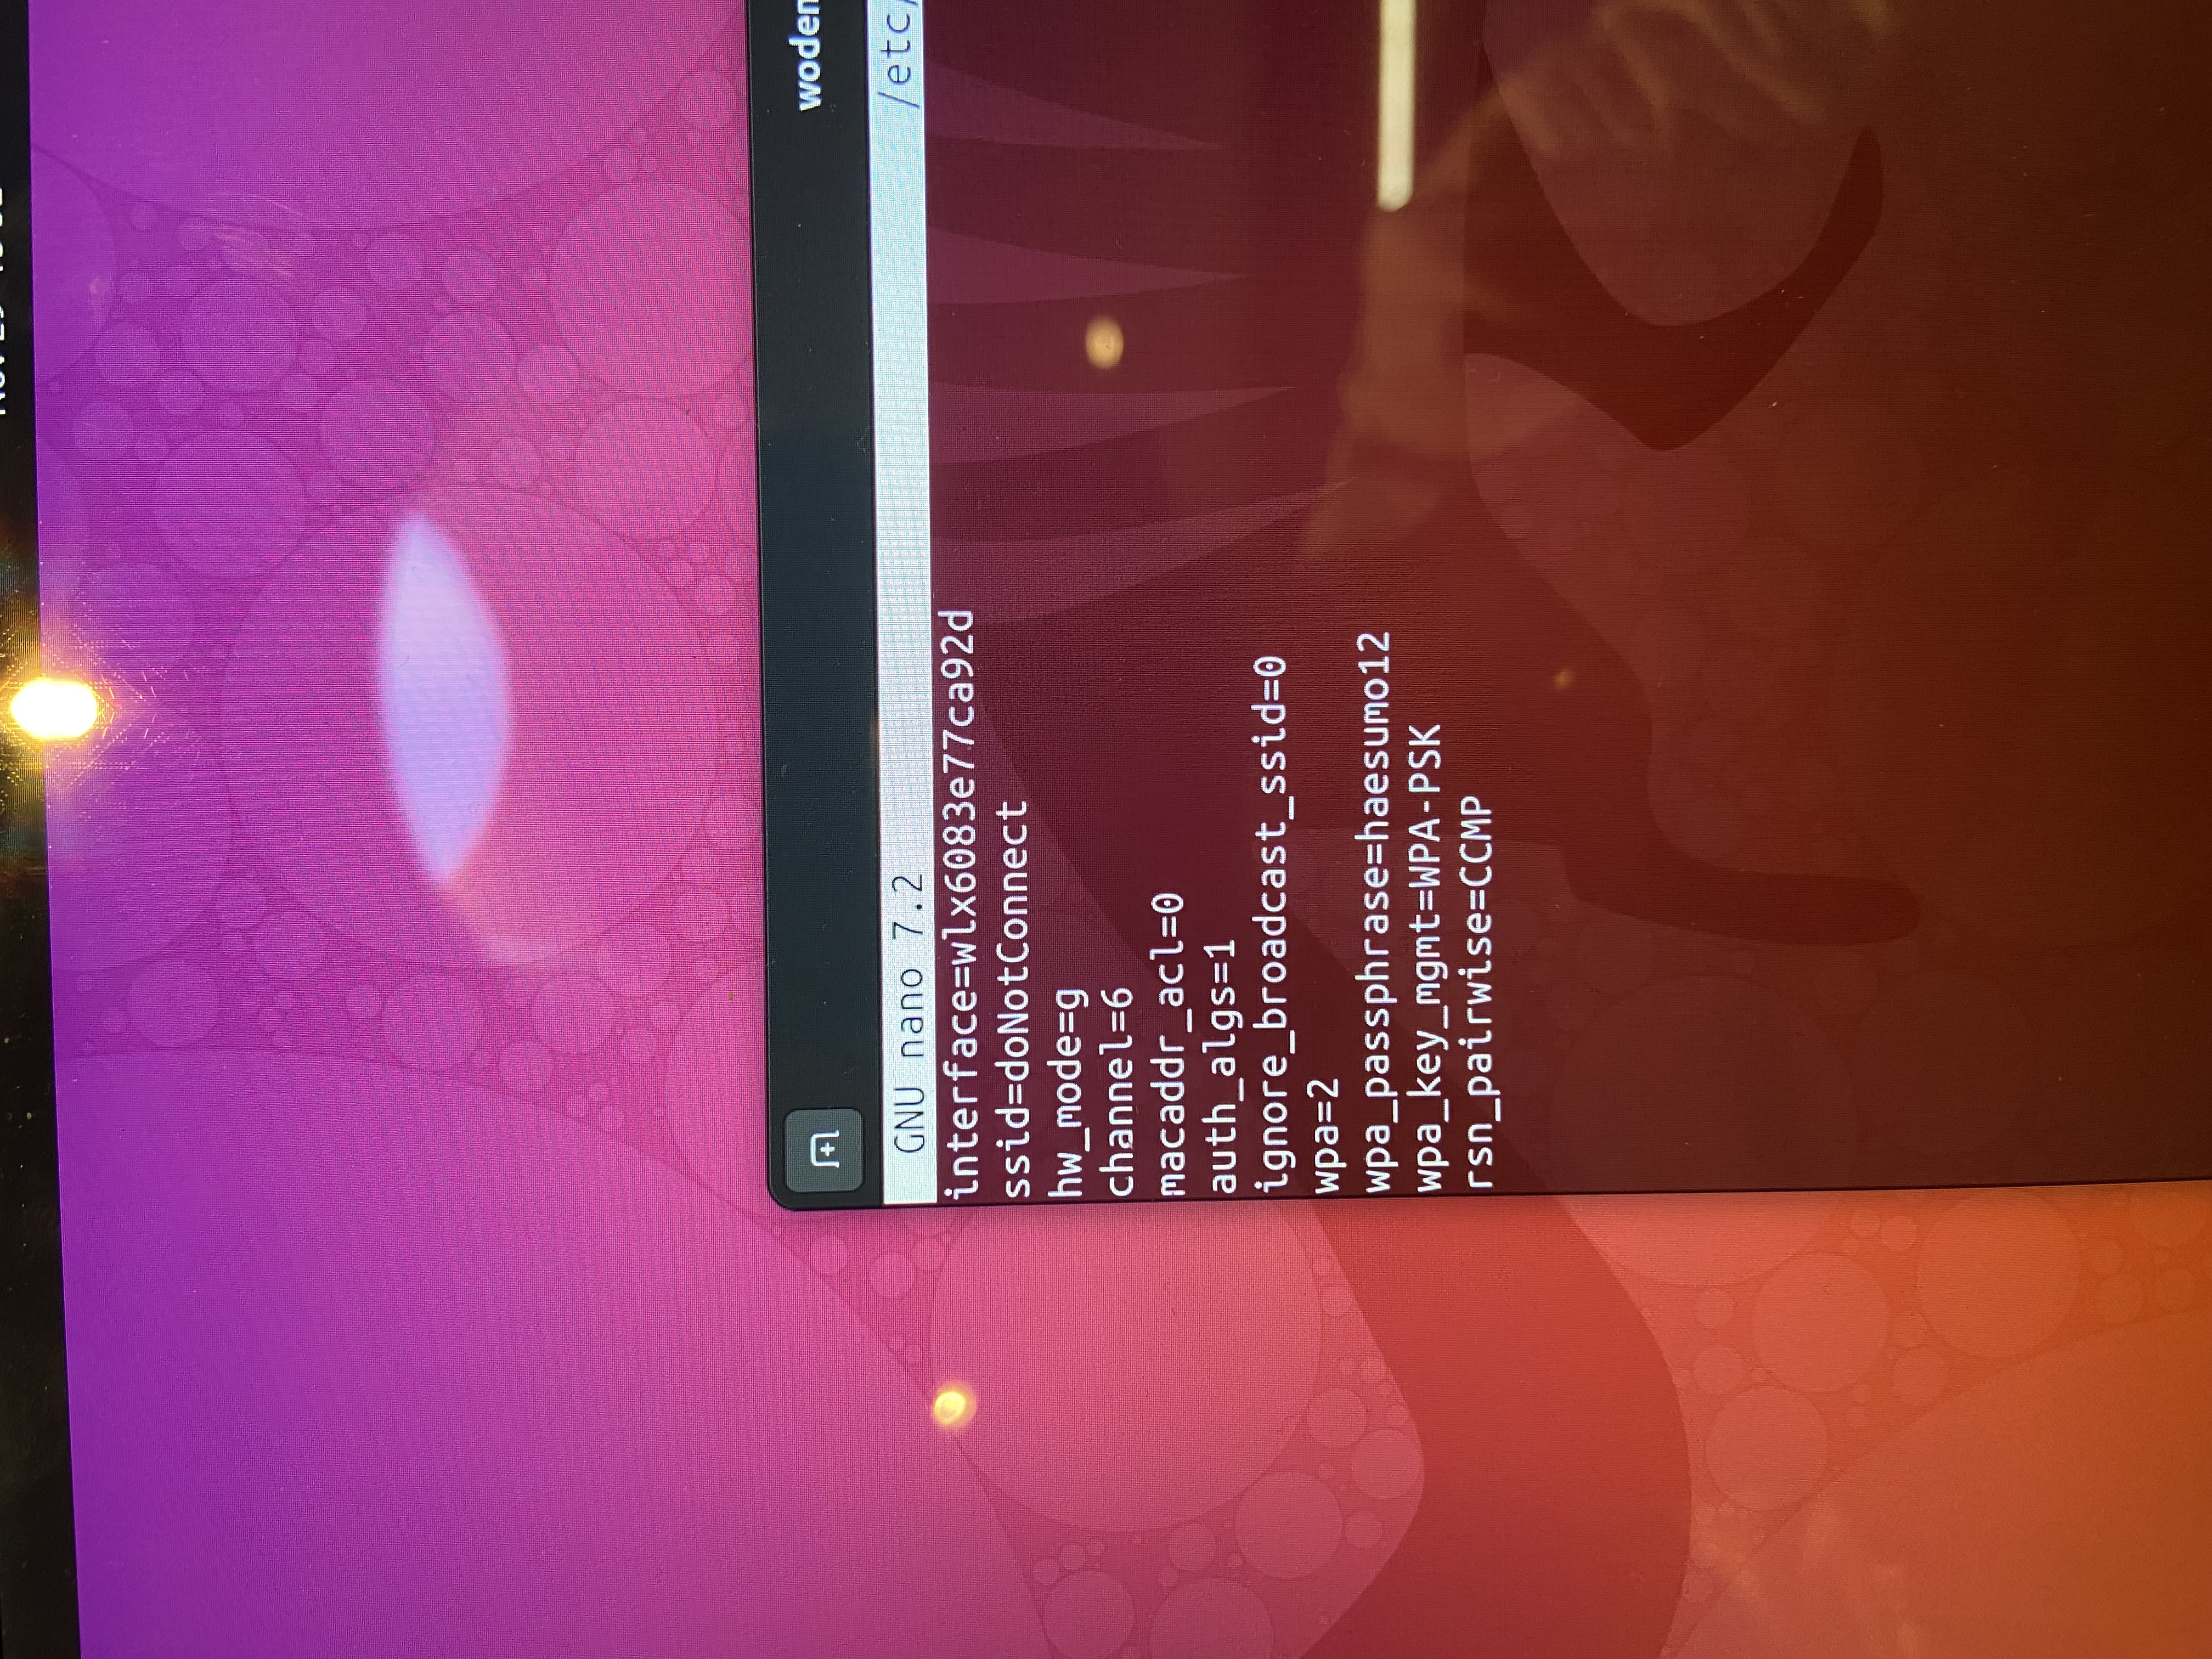 GNU nano 7.2 /etc/
interface=wlx6083e77ca92d
ssid=doNotConnect
hw_mode=g
channel=6
macaddr_acl=0
auth_algs=1
ignore_broadcast_ssid=0
wpa=2
wpa_passphrase=haesumo12
wpa_key_mgmt=WPA-PSK
rsn_pairwise=CCMP